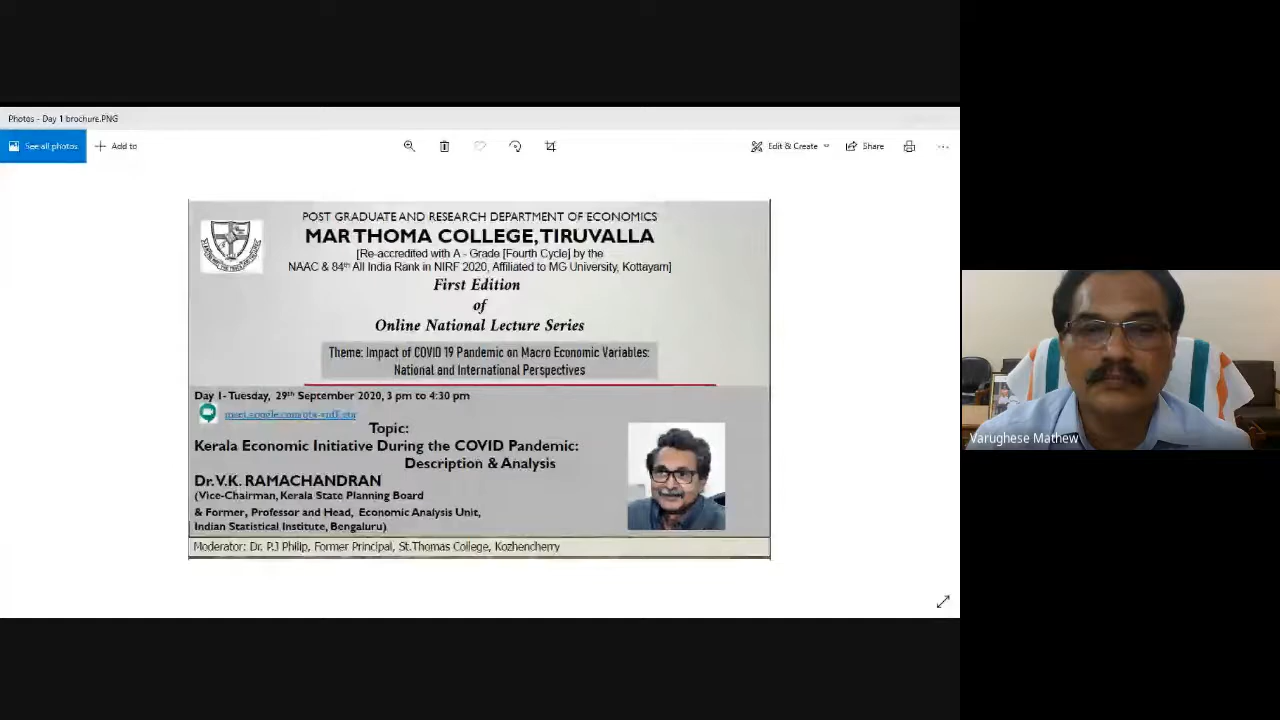 Photos - Day 1 brochure.PNG
See all photos
Add to
Edit & Create
Share
POST GRADUATE AND RESEARCH DEPARTMENT OF ECONOMICS
MAR THOMA COLLEGE, TIRUVALLA
[Re-accredited with A - Grade [Fourth Cycle] by the
NAAC & 84th All India Rank in NIRF 2020, Affiliated to MG University, Kottayam]
First Edition
of
Online National Lecture Series
Theme: Impact of COVID 19 Pandemic on Macro Economic Variables:
National and International Perspectives
Day 1- Tuesday, 29th September 2020, 3 pm to 4:30 pm
Topic:
Kerala Economic Initiative During the COVID Pandemic:
Description & Analysis
Dr. V.K. RAMACHANDRAN
(Vice-Chairman, Kerala State Planning Board
& Former, Professor and Head, Economic Analysis Unit,
Indian Statistical Institute, Bengaluru)
Moderator: Dr. P.J Philip, Former Principal, St.Thomas College, Kozhencherry
Varughese Mathew